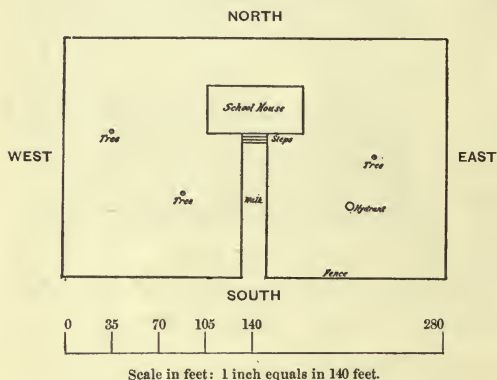 NORTH
School House
Steps
Tree
WEST
Tree
EAST
Tree
Walk
Hydrant
Fence
SOUTH
0 35 70 105 140 280
Scale in feet: 1 inch equals in 140 feet.